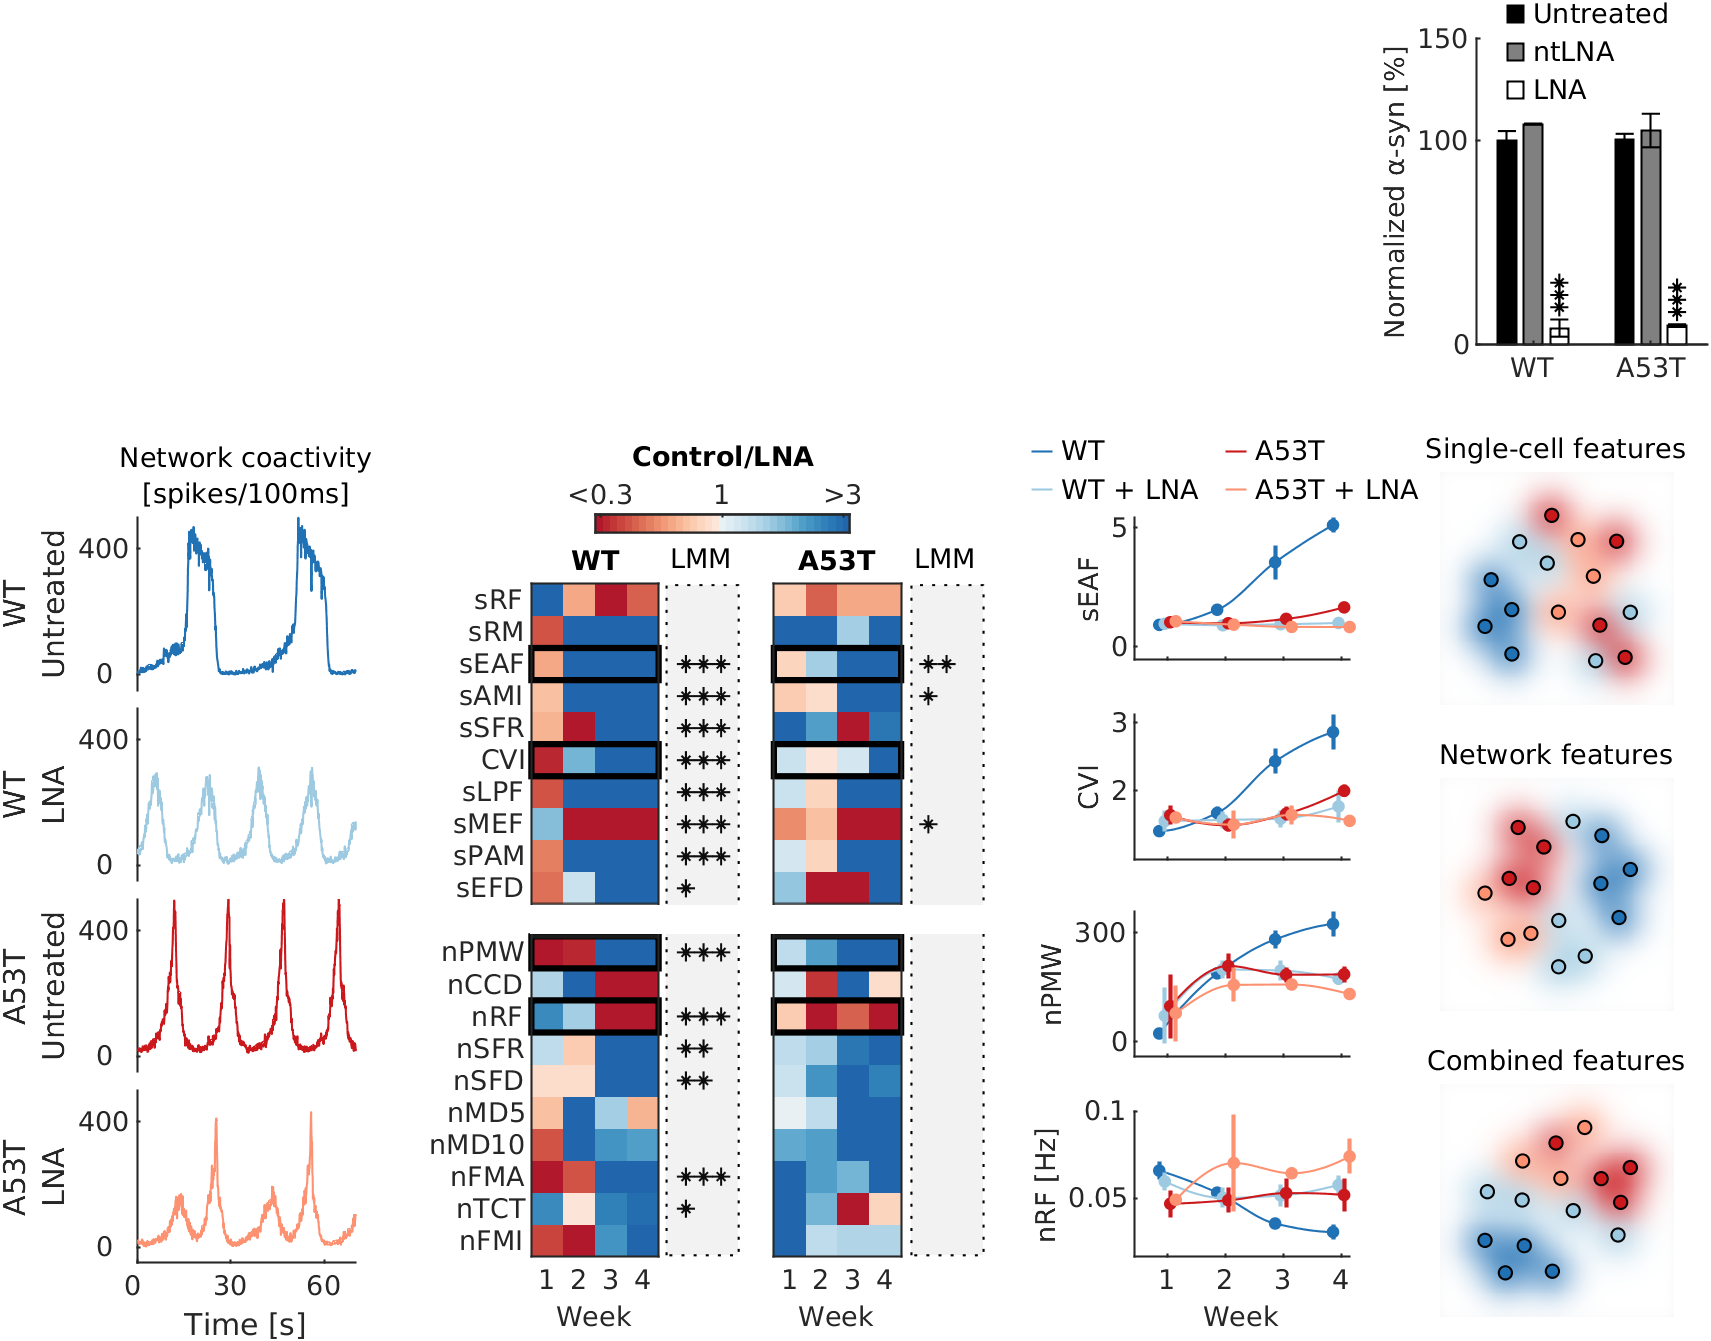 Untreated
ntLNA
LNA
Normalized α-syn [%]
150
100
0
***
***
WT
A53T
Network coactivity
[spikes/100ms]
WT
Untreated
400
0
WT
LNA
400
0
A53T
Untreated
400
0
A53T
LNA
400
0
0 30 60
Time [s]
Control/LNA
<0.3 1 >3
WT LMM A53T LMM
sRF
sRM
sEAF *** **
sAMI *** *
sSFR ***
CVI ***
sLPF ***
sMEF *** *
sPAM ***
sEFD *
nPMW ***
nCCD
nRF ***
nSFR **
nSFD **
nMD5
nMD10
nFMA ***
nTCT *
nFMI
1 2 3 4 1 2 3 4
Week Week
WT A53T
WT + LNA A53T + LNA
sEAF
5
0
CVI
3
2
nPMW
300
0
nRF [Hz]
0.1
0.05
1 2 3 4
Week
Single-cell features
Network features
Combined features